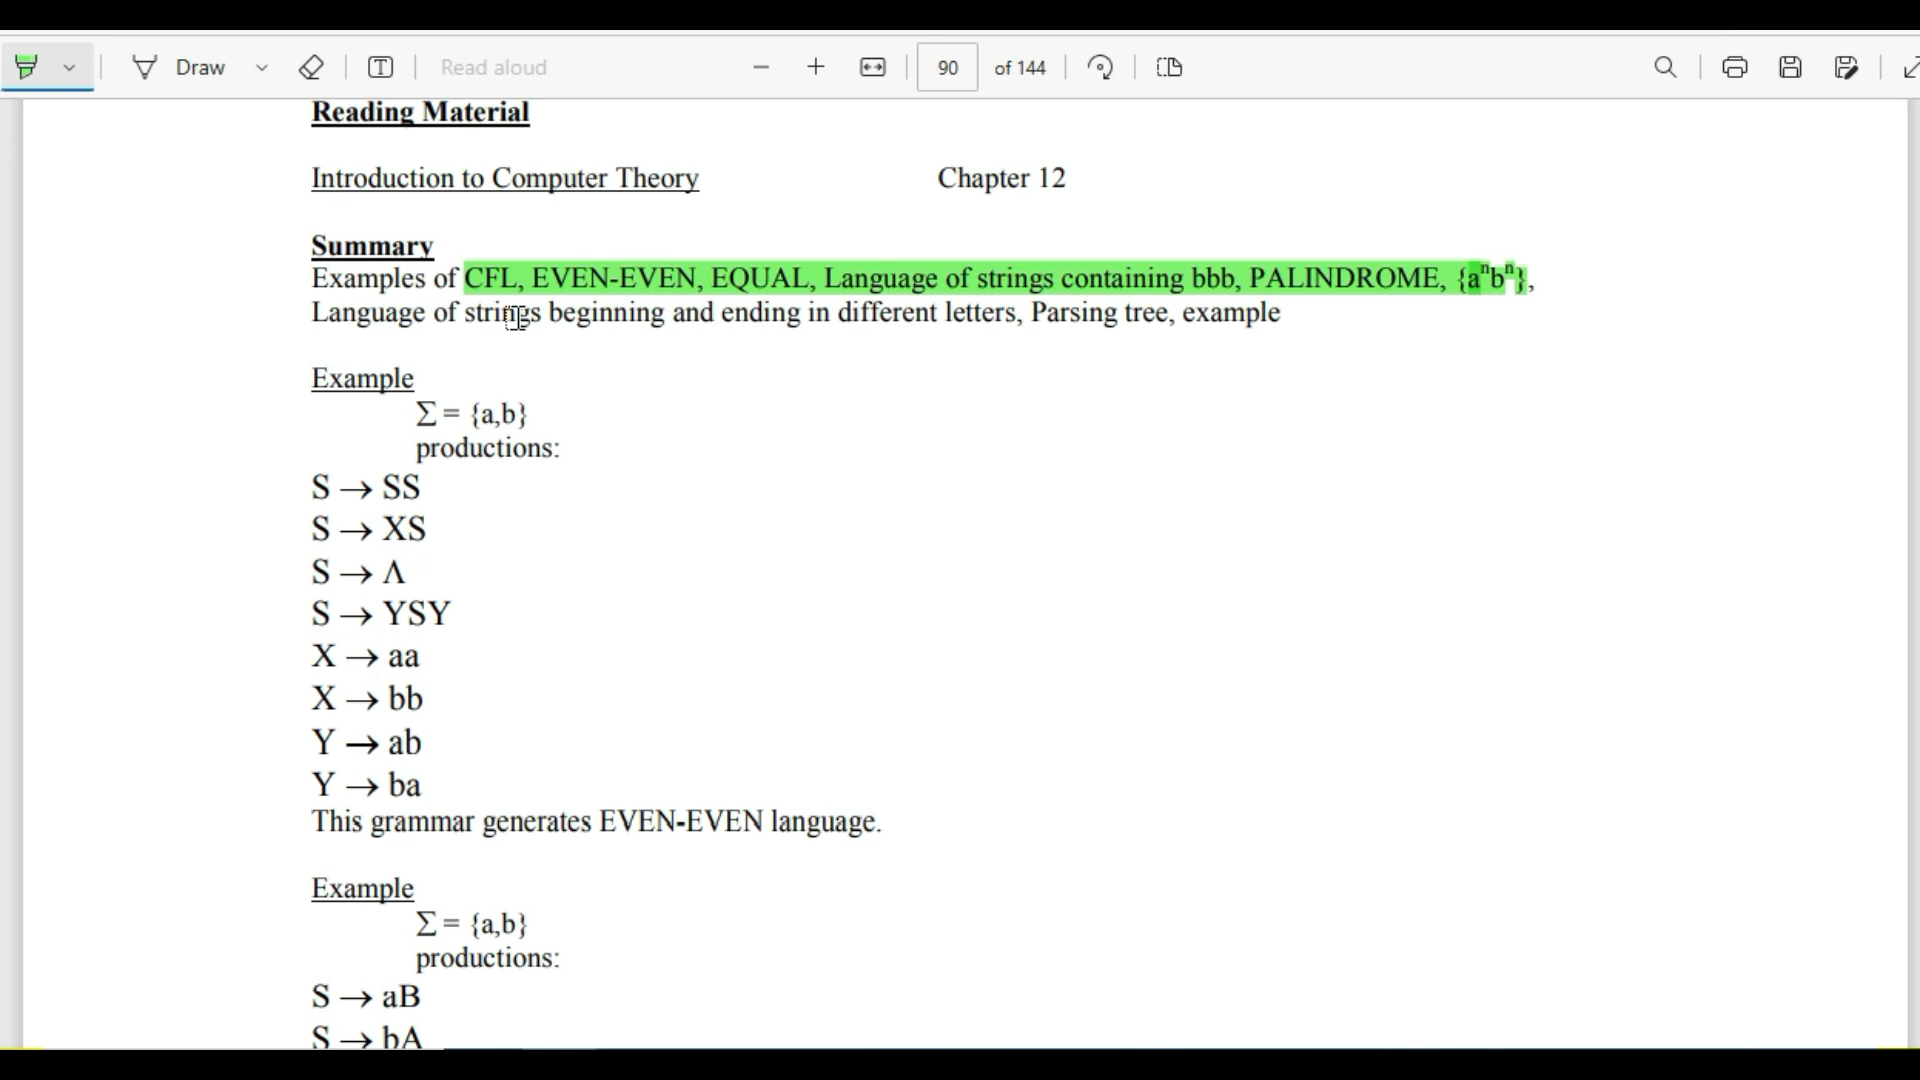 Draw
Read aloud
90 of 144
Reading Material
Introduction to Computer Theory Chapter 12
Summary
Examples of CFL, EVEN-EVEN, EQUAL, Language of strings containing bbb, PALINDROME, {aⁿbⁿ},
Language of strings beginning and ending in different letters, Parsing tree, example
Example
∑ = {a,b}
productions:
S → SS
S → XS
S → Λ
S → YSY
X → aa
X → bb
Y → ab
Y → ba
This grammar generates EVEN-EVEN language.
Example
∑ = {a,b}
productions:
S → aB
S → bA